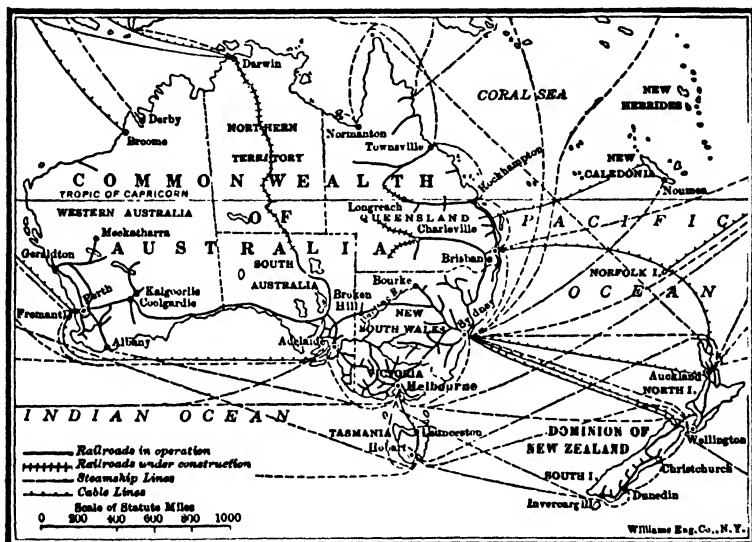 Darwin
CORAL SEA
NEW
HEBRIDES
Derby
Broome
NORTHERN
TERRITORY
Normanton
Townsville
NEW
CALEDONIA
Noumea
Rockhampton
COMMONWEALTH
TROPIC OF CAPRICORN
WESTERN AUSTRALIA
OF
Longreach
QUEENSLAND
Charleville
PACIFIC
Meekatharra
AUSTRALIA
Geraldton
SOUTH
AUSTRALIA
Brisban
NORFOLK I.
Bourke
Kalgoorlie
Coolgardie
Perth
Fremantl
Broken
Hill
NEW
SOUTH WALES
Sydney
OCEAN
Albany
Adelaide
VICTORIA
Melbourne
Auckland
NORTH I.
INDIAN OCEAN
TASMANIA
Launceston
Hobart
DOMINION OF
NEW ZEALAND
Wellington
Christchurch
SOUTH I.
Dunedin
Invercargill
Railroads in operation
Railroads under construction
Steamship Lines
Cable Lines
Scale of Statute Miles
0 200 400 600 800 1000
Williams Eng. Co., N.Y.